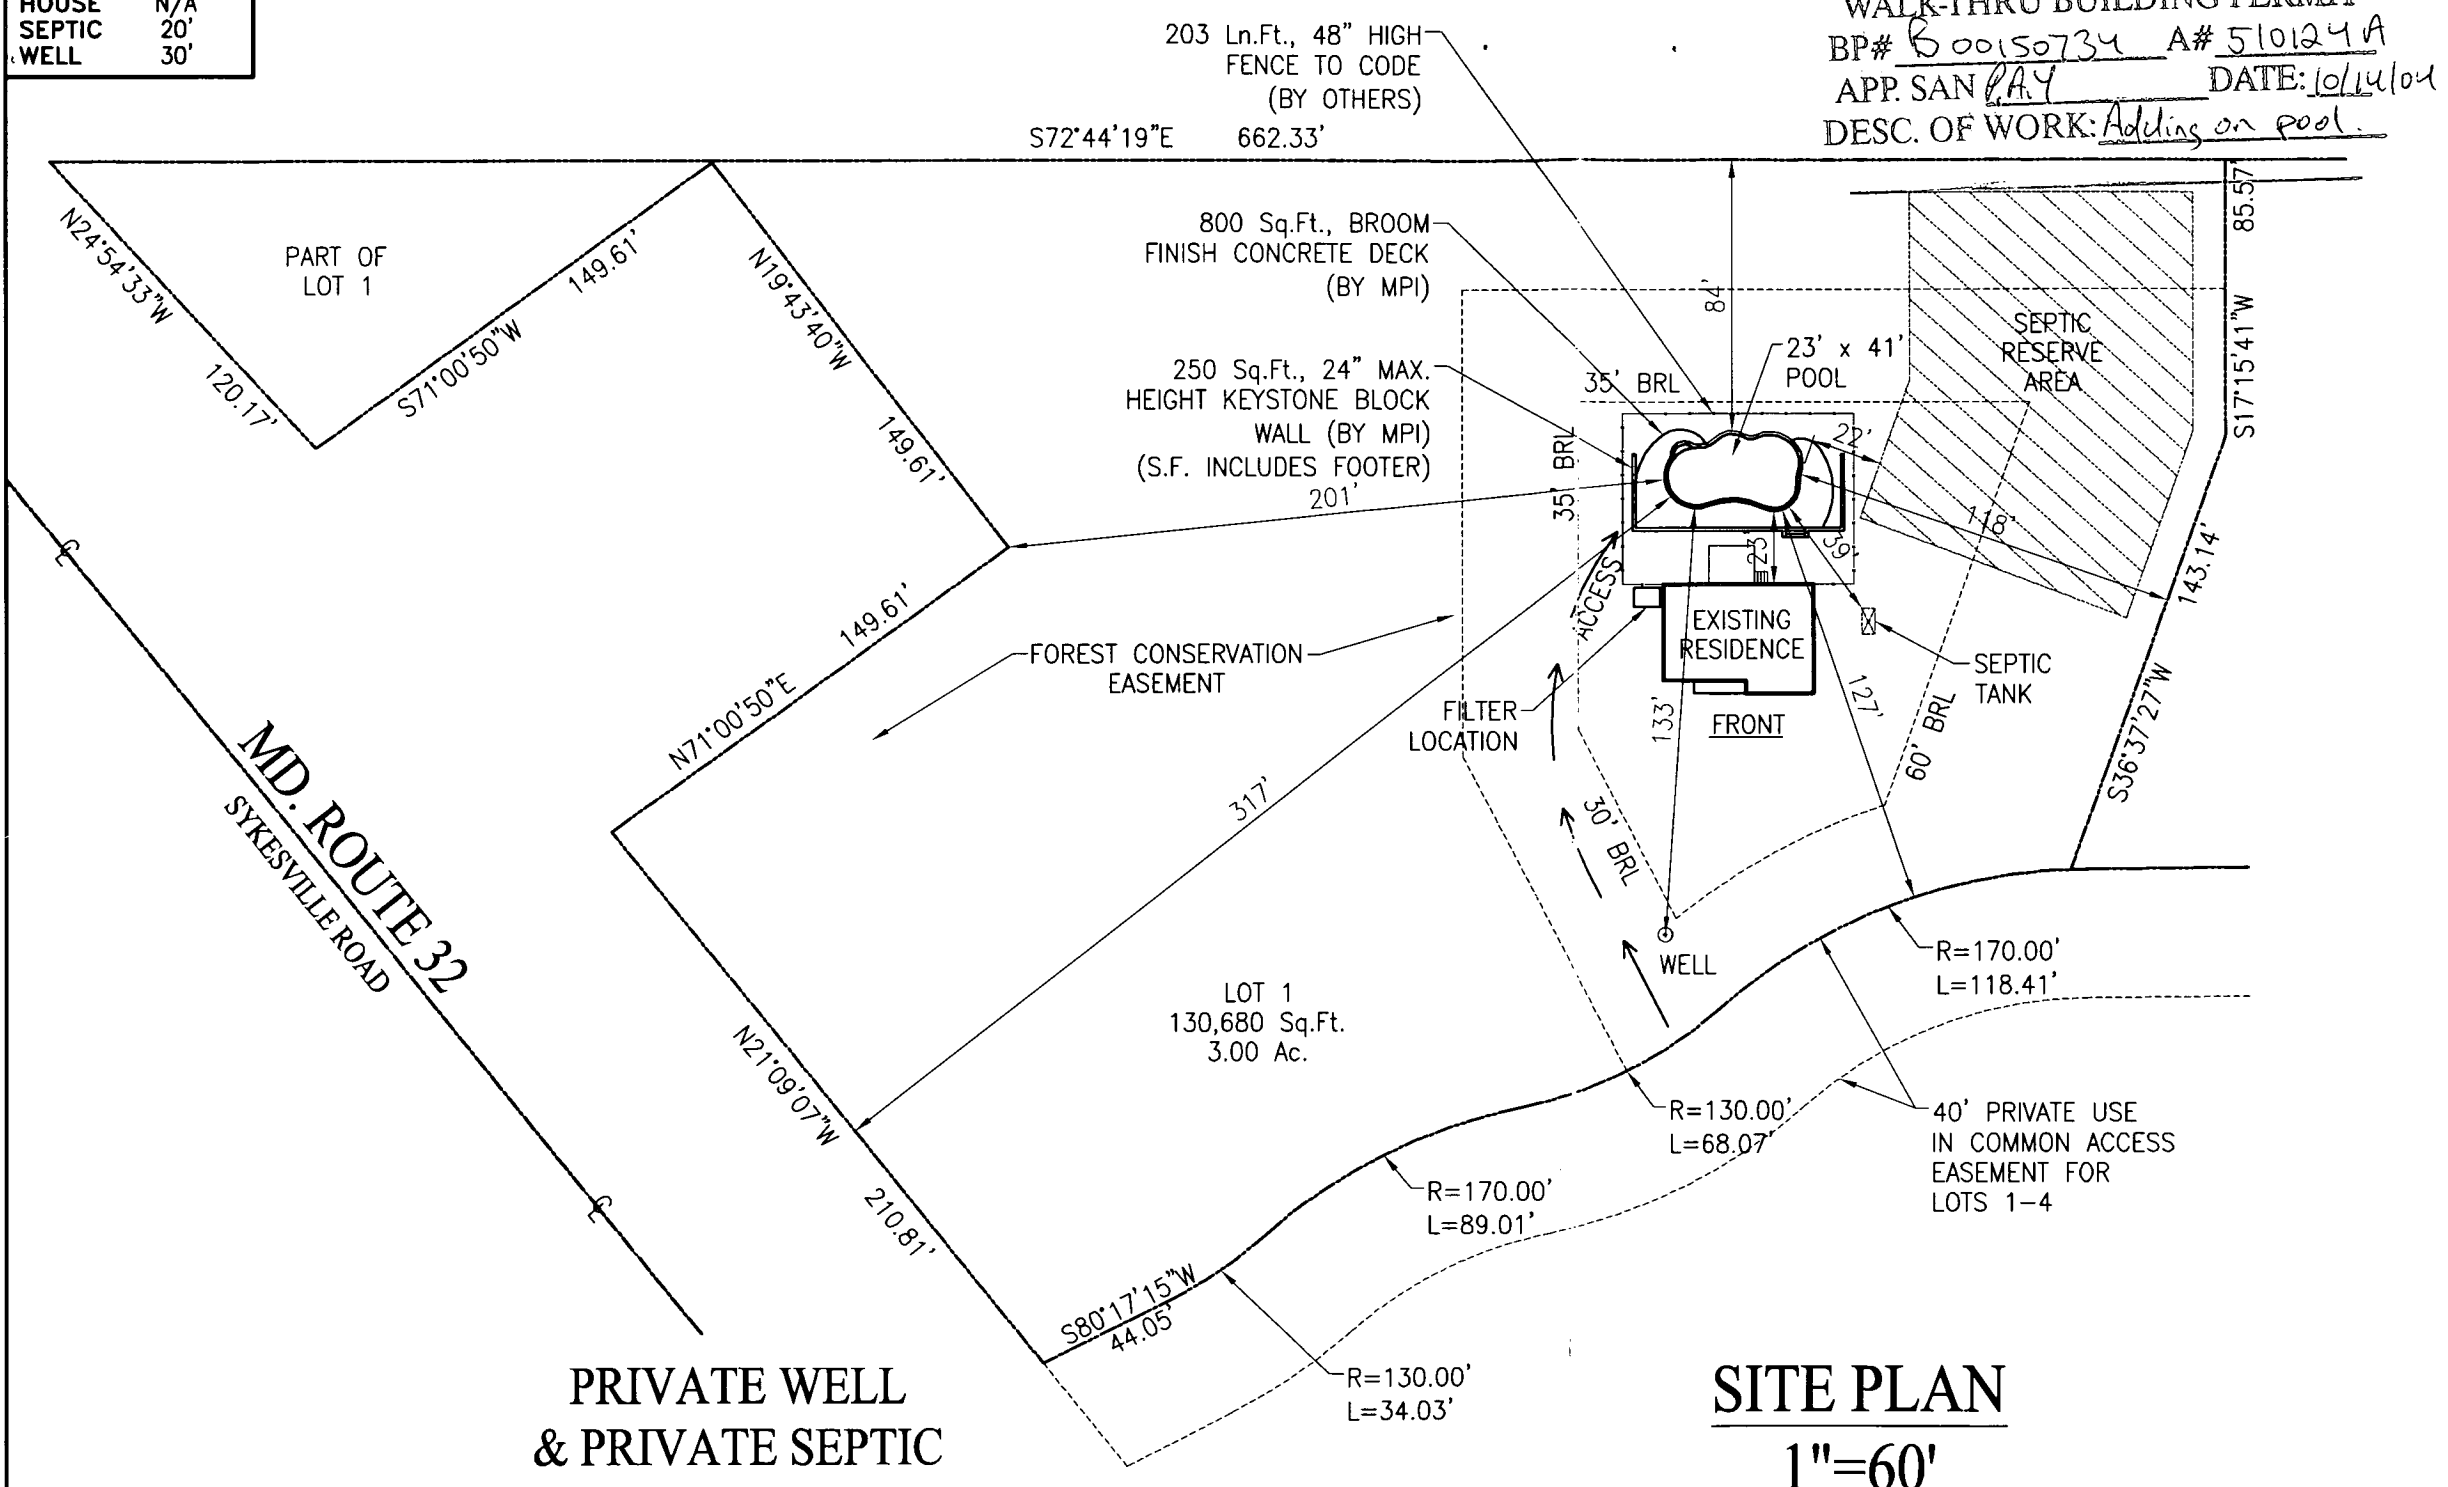 HOUSE N/A
SEPTIC 20'
WELL 30'
WALK-THRU BUILDING PERMIT
BP# B00150734 A# 510124A
APP. SAN P.A.Y DATE: 10/14/04
DESC. OF WORK: Adding on pool.
203 Ln.Ft., 48" HIGH
FENCE TO CODE
(BY OTHERS)
S72°44'19"E 662.33'
800 Sq.Ft., BROOM
FINISH CONCRETE DECK
(BY MPI)
250 Sq.Ft., 24" MAX.
HEIGHT KEYSTONE BLOCK
WALL (BY MPI)
(S.F. INCLUDES FOOTER)
PART OF
LOT 1
N24°54'33"W
120.17'
S71°00'50"W
149.61'
N19°43'40"W
149.61'
84'
85.57'
S17°15'41"W
SEPTIC
RESERVE
AREA
23' x 41'
POOL
35' BRL
35' BRL
22'
201'
118'
143.14'
S36°37'27"W
23'
39'
ACCESS
EXISTING
RESIDENCE
SEPTIC
TANK
FRONT
FILTER
LOCATION
133'
127'
60' BRL
30' BRL
149.61'
N71°00'50"E
FOREST CONSERVATION
EASEMENT
317'
MD. ROUTE 32
SYKESVILLE ROAD
N21°09'07"W
210.81'
LOT 1
130,680 Sq.Ft.
3.00 Ac.
WELL
R=170.00'
L=118.41'
R=130.00'
L=68.07'
40' PRIVATE USE
IN COMMON ACCESS
EASEMENT FOR
LOTS 1-4
R=170.00'
L=89.01'
S80°17'15"W
44.05'
R=130.00'
L=34.03'
PRIVATE WELL
& PRIVATE SEPTIC
SITE PLAN
1"=60'